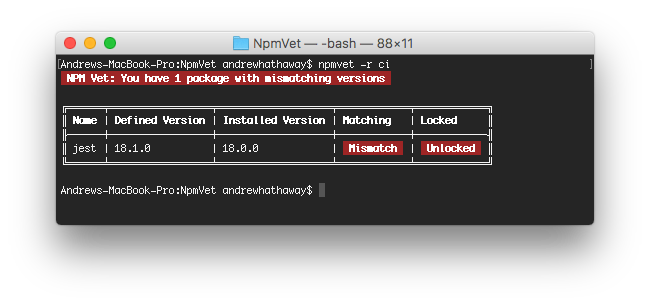 NpmVet — -bash — 88×11
[Andrews-MacBook-Pro:NpmVet andrewhathaway$ npmvet -r ci ]
NPM Vet: You have 1 package with mismatching versions
Name Defined Version Installed Version Matching Locked
jest 18.1.0 18.0.0 Mismatch Unlocked
Andrews-MacBook-Pro:NpmVet andrewhathaway$